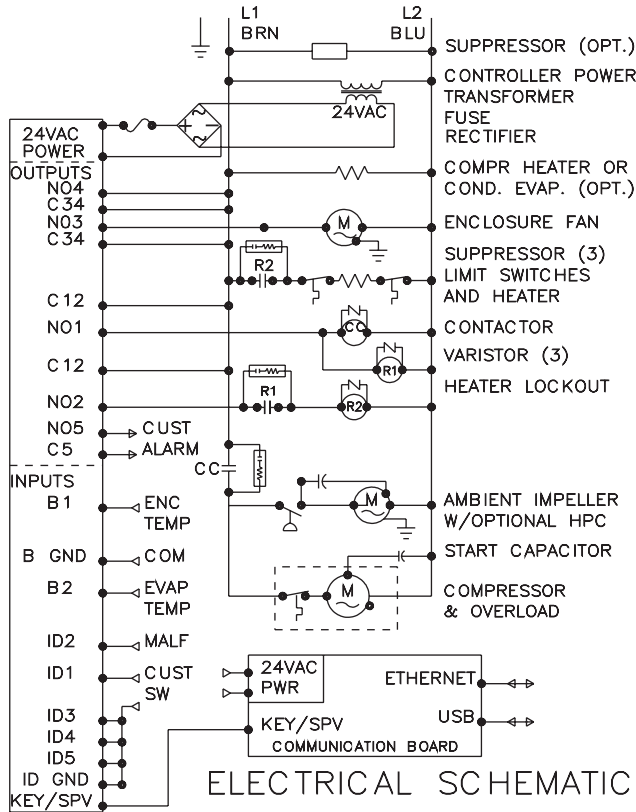 L1
BRN
L2
BLU
SUPPRESSOR (OPT.)
CONTROLLER POWER
TRANSFORMER
FUSE
RECTIFIER
24VAC
24VAC
POWER
OUTPUTS
NO4
C34
NO3
C34
COMPR HEATER OR
COND. EVAP. (OPT.)
M
ENCLOSURE FAN
R2
SUPPRESSOR (3)
LIMIT SWITCHES
AND HEATER
C12
NO1
CC
CONTACTOR
VARISTOR (3)
C12
R1
R1
HEATER LOCKOUT
NO2
R2
NO5
CUST
C5
ALARM
CC
INPUTS
B1
ENC
TEMP
M
AMBIENT IMPELLER
W/OPTIONAL HPC
B GND
COM
START CAPACITOR
B2
EVAP
TEMP
M
COMPRESSOR
& OVERLOAD
ID2
MALF
ID1
CUST
SW
ID3
ID4
ID5
ID GND
KEY/SPV
24VAC
PWR
ETHERNET
USB
KEY/SPV
COMMUNICATION BOARD
ELECTRICAL SCHEMATIC